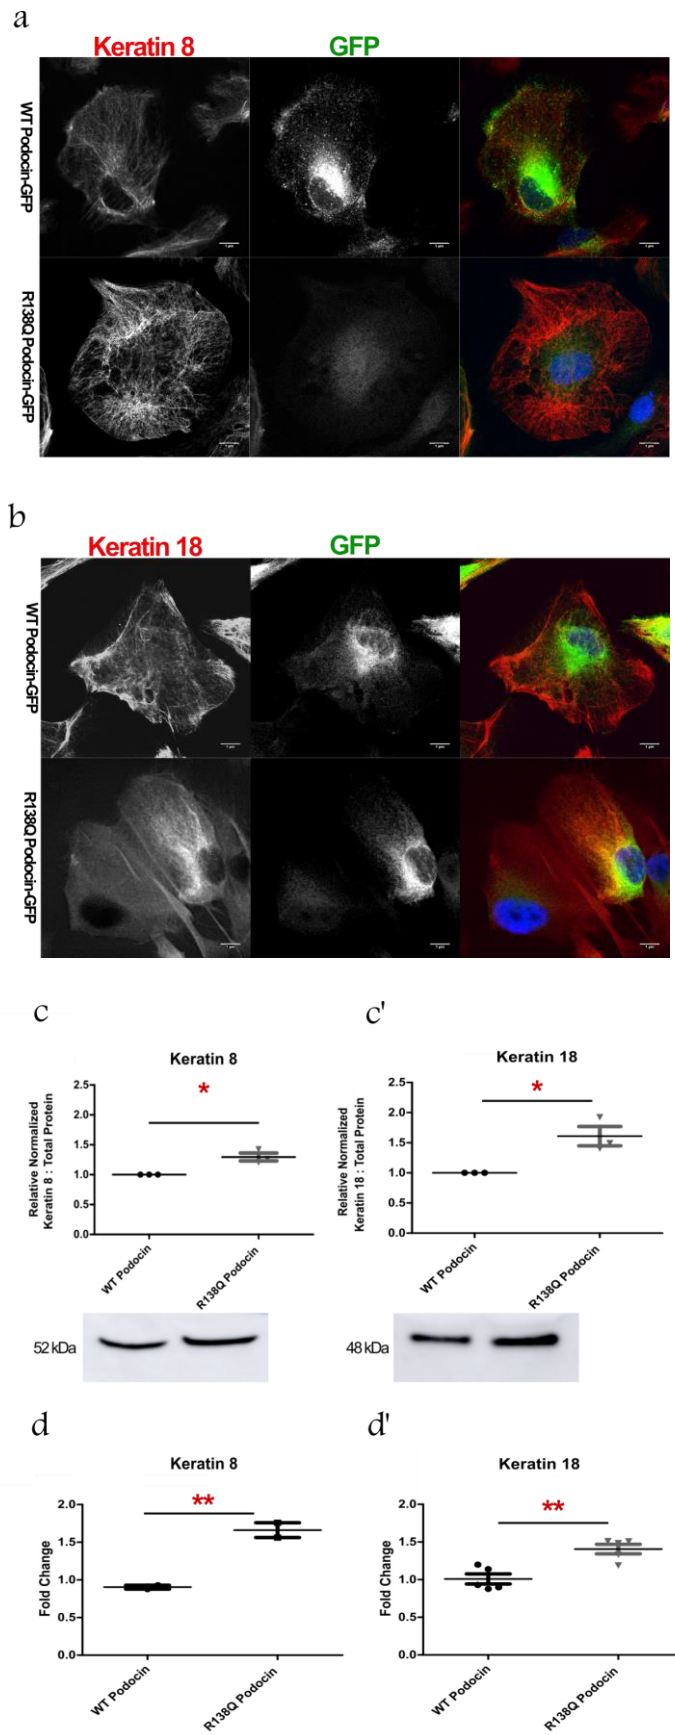 a
Keratin 8 GFP
WT Podocin-GFP
R138Q Podocin-GFP
b
Keratin 18 GFP
WT Podocin-GFP
R138Q Podocin-GFP
c
Keratin 8
*
Relative Normalized
Keratin 8 : Total Protein
2.5
2.0
1.5
1.0
0.5
0.0
WT Podocin
R138Q Podocin
52 kDa
c'
Keratin 18
*
Relative Normalized
Keratin 18 : Total Protein
2.5
2.0
1.5
1.0
0.5
0.0
WT Podocin
R138Q Podocin
48 kDa
d
Keratin 8
**
Fold Change
2.0
1.5
1.0
0.5
0.0
WT Podocin
R138Q Podocin
d'
Keratin 18
**
Fold Change
2.0
1.5
1.0
0.5
0.0
WT Podocin
R138Q Podocin